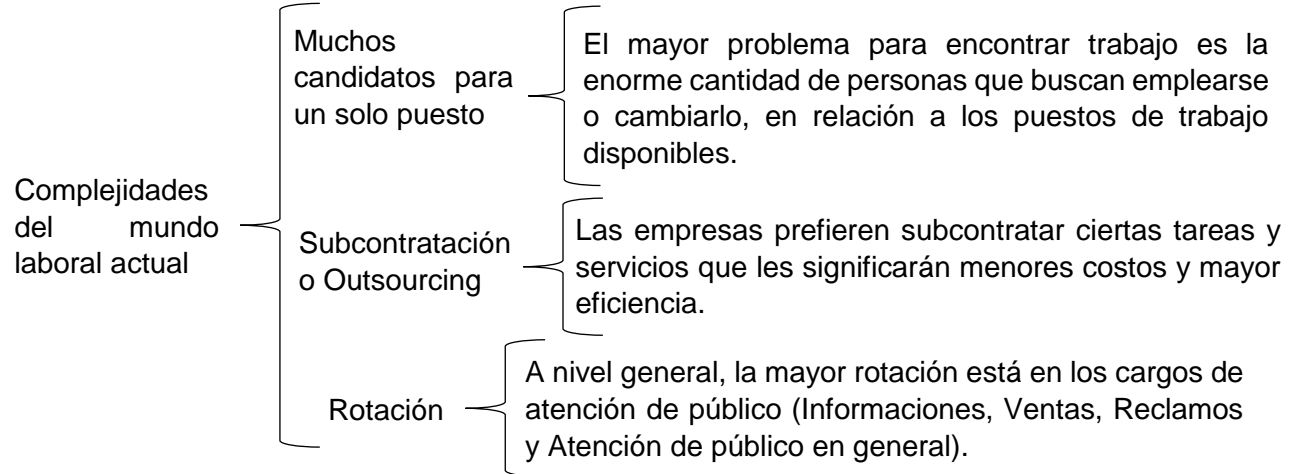 Complejidades
del mundo
laboral actual
Muchos
candidatos para
un solo puesto
El mayor problema para encontrar trabajo es la
enorme cantidad de personas que buscan emplearse
o cambiarlo, en relación a los puestos de trabajo
disponibles.
Subcontratación
o Outsourcing
Las empresas prefieren subcontratar ciertas tareas y
servicios que les significarán menores costos y mayor
eficiencia.
Rotación
A nivel general, la mayor rotación está en los cargos de
atención de público (Informaciones, Ventas, Reclamos
y Atención de público en general).